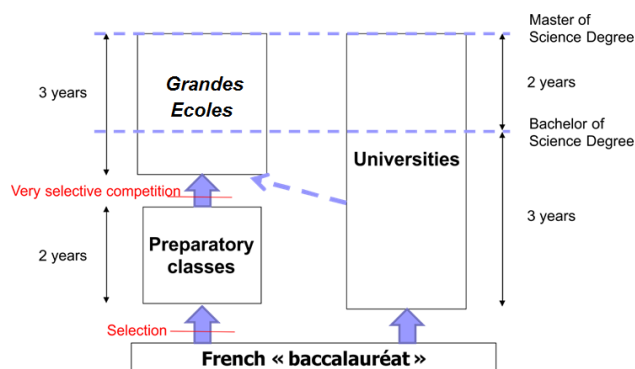 Master of
Science Degree
Grandes
Ecoles
3 years
2 years
Bachelor of
Science Degree
Universities
Very selective competition
3 years
Preparatory
classes
2 years
Selection
French « baccalauréat »